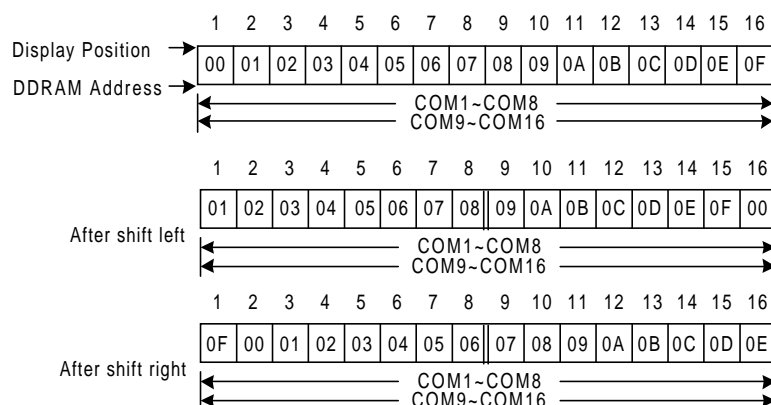 1 2 3 4 5 6 7 8 9 10 11 12 13 14 15 16
Display Position
00 01 02 03 04 05 06 07 08 09 0A 0B 0C 0D 0E 0F
DDRAM Address
COM1~COM8
COM9~COM16
1 2 3 4 5 6 7 8 9 10 11 12 13 14 15 16
01 02 03 04 05 06 07 08 09 0A 0B 0C 0D 0E 0F 00
After shift left
COM1~COM8
COM9~COM16
1 2 3 4 5 6 7 8 9 10 11 12 13 14 15 16
0F 00 01 02 03 04 05 06 07 08 09 0A 0B 0C 0D 0E
After shift right
COM1~COM8
COM9~COM16